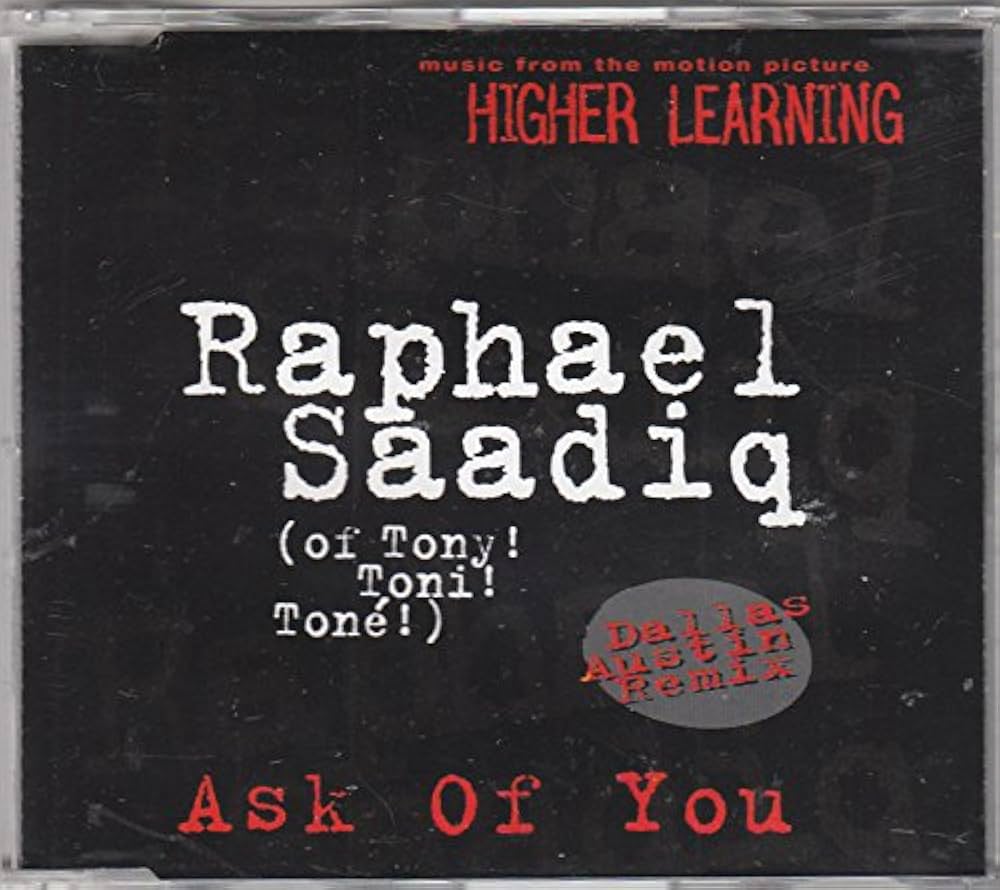 music from the motion picture
HIGHER LEARNING
Raphael
Saadiq
(of Tony!
Toni!
Toné!)
Dallas
Austin
Remix
Ask Of You